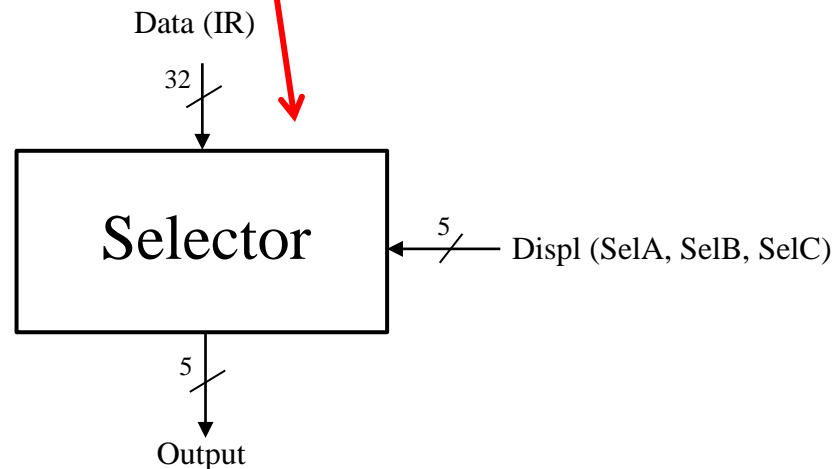 Data (IR)
32
Selector
5
Displ (SelA, SelB, SelC)
5
Output